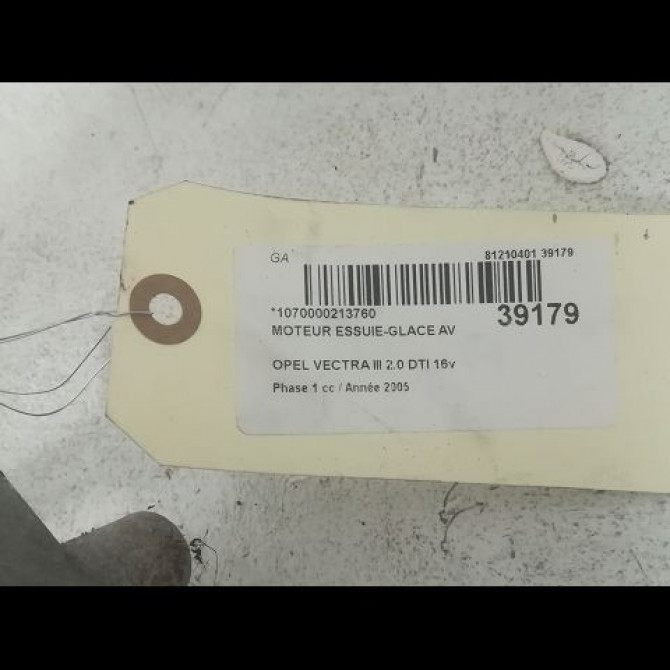 GA 81210401 39179
*1070000213760 39179
MOTEUR ESSUIE-GLACE AV
OPEL VECTRA III 2.0 DTI 16v
Phase 1 cc / Année 2005